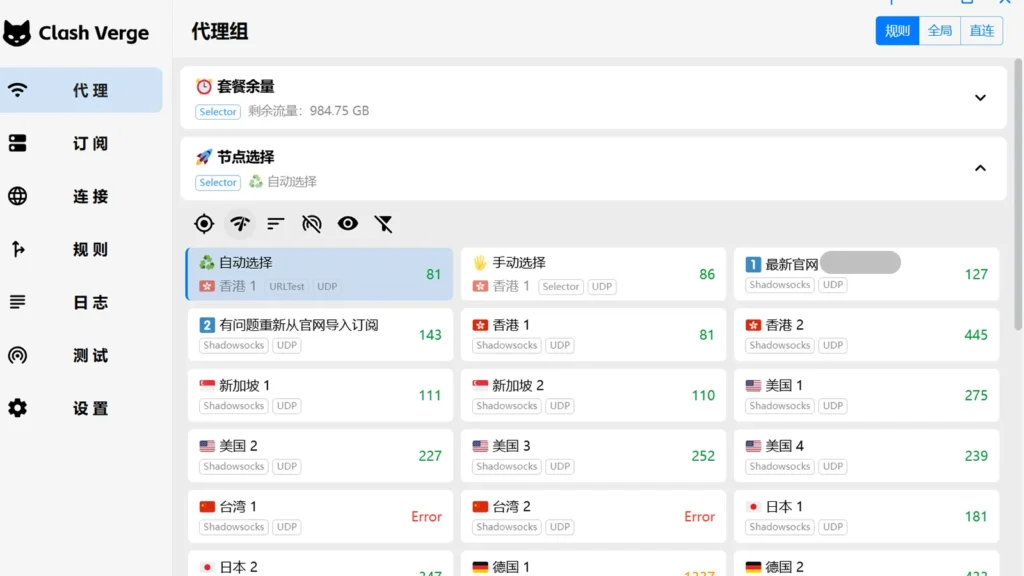 Clash Verge
代理
订阅
连接
规则
日志
测试
设置
代理组
规则 全局 直连
套餐余量
Selector 剩余流量：984.75 GB
节点选择
Selector 自动选择
自动选择
香港 1 URLTest UDP
81
手动选择
香港 1 Selector UDP
86
1 最新官网
Shadowsocks UDP
127
2 有问题重新从官网导入订阅
Shadowsocks UDP
143
香港 1
Shadowsocks UDP
81
香港 2
Shadowsocks UDP
445
新加坡 1
Shadowsocks UDP
111
新加坡 2
Shadowsocks UDP
110
美国 1
Shadowsocks UDP
275
美国 2
Shadowsocks UDP
227
美国 3
Shadowsocks UDP
252
美国 4
Shadowsocks UDP
239
台湾 1
Shadowsocks UDP
Error
台湾 2
Shadowsocks UDP
Error
日本 1
Shadowsocks UDP
181
日本 2
德国 1
德国 2